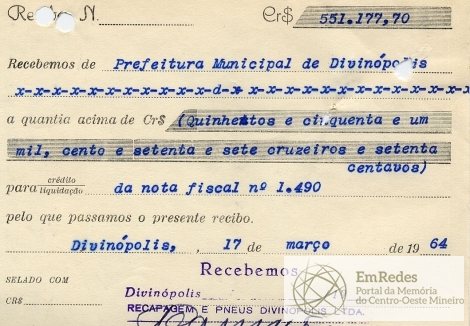 Recibo N. Cr$ 551.177,70
Recebemos de Prefeitura Municipal de Divinópolis
x-x-x-x-x-x-x-x-x-x-x-x-x-d-x-x-x-x-x-x-x-x-x-x-x-x-x-x
a quantia acima de Cr$ (Quinhentos e cinquenta e um
mil, cento e setenta e sete cruzeiros e setenta
centavos)
para crédito liquidação da nota fiscal nº 1.490
pelo que passamos o presente recibo.
Divinópolis, , 17 de março de 1964
SELADO COM
CR$
Recebemos
Divinópolis
RECAPAGEM E PNEUS DIVINOPOLIS LTDA.
EmRedes
Portal da Memória
do Centro-Oeste Mineiro